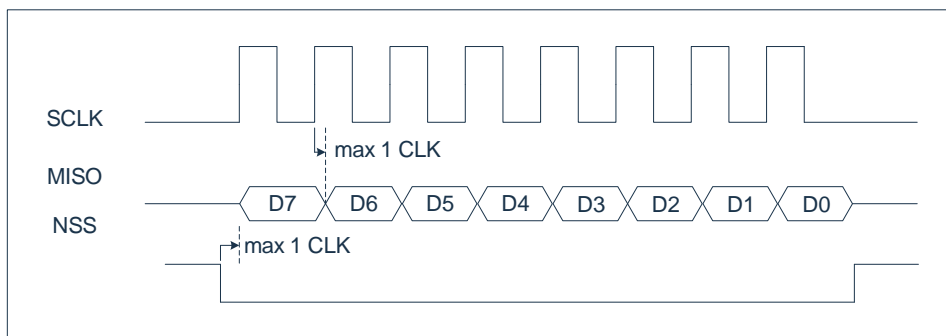 SCLK
max 1 CLK
MISO
D7 D6 D5 D4 D3 D2 D1 D0
NSS
max 1 CLK